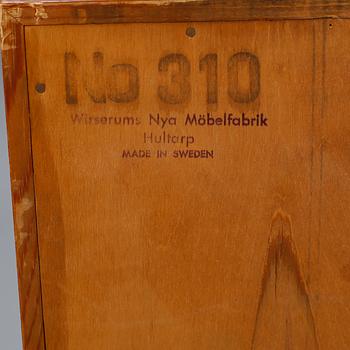 No 310
Wirserums Nya Möbelfabrik
Hultarp
MADE IN SWEDEN